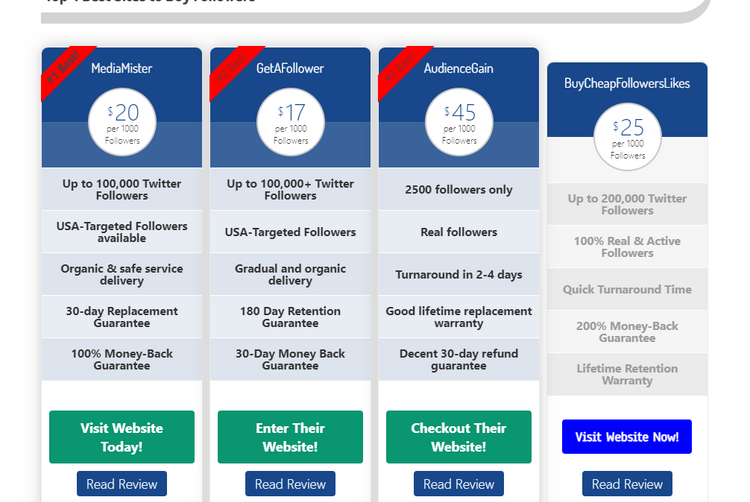 Top 4 Best Sites to Buy Followers
#1 Best!
MediaMister
$20
per 1000
Followers
Up to 100,000 Twitter
Followers
USA-Targeted Followers
available
Organic & safe service
delivery
30-day Replacement
Guarantee
100% Money-Back
Guarantee
Visit Website
Today!
Read Review
GetAFollower
$17
per 1000
Followers
Up to 100,000+ Twitter
Followers
USA-Targeted Followers
Gradual and organic
delivery
180 Day Retention
Guarantee
30-Day Money Back
Guarantee
Enter Their
Website!
Read Review
AudienceGain
$45
per 1000
Followers
2500 followers only
Real followers
Turnaround in 2-4 days
Good lifetime replacement
warranty
Decent 30-day refund
guarantee
Checkout Their
Website!
Read Review
BuyCheapFollowersLikes
$25
per 1000
Followers
Up to 200,000 Twitter
Followers
100% Real & Active
Followers
Quick Turnaround Time
200% Money-Back
Guarantee
Lifetime Retention
Warranty
Visit Website Now!
Read Review